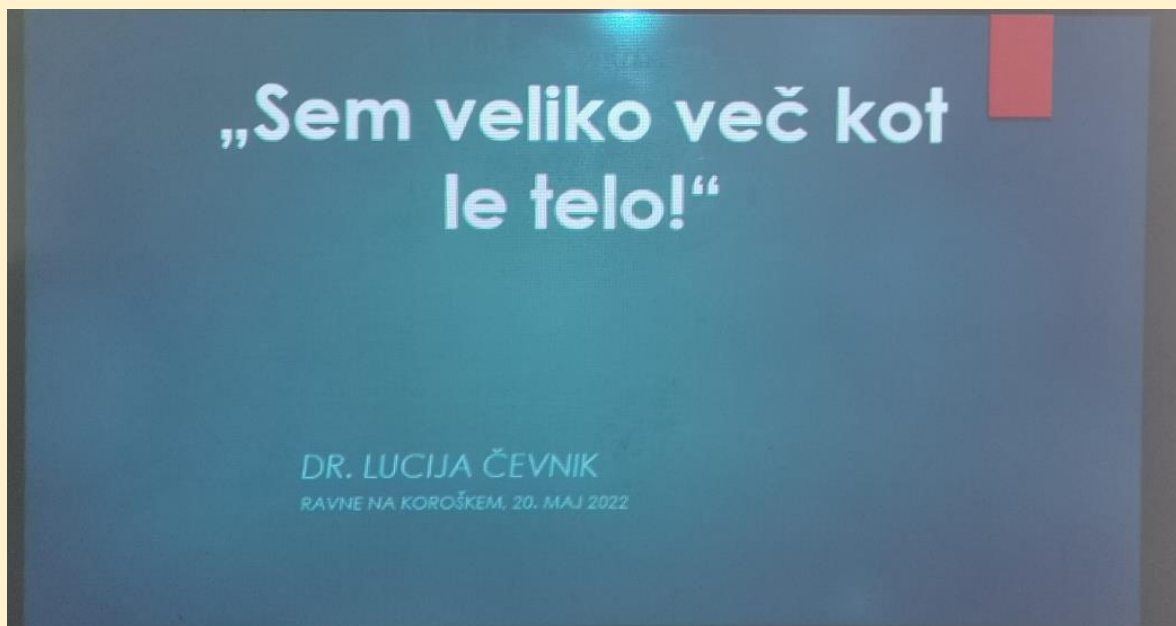 „Sem veliko več kot
le telo!“
DR. LUCIJA ČEVNIK
RAVNE NA KOROŠKEM, 20. MAJ 2022